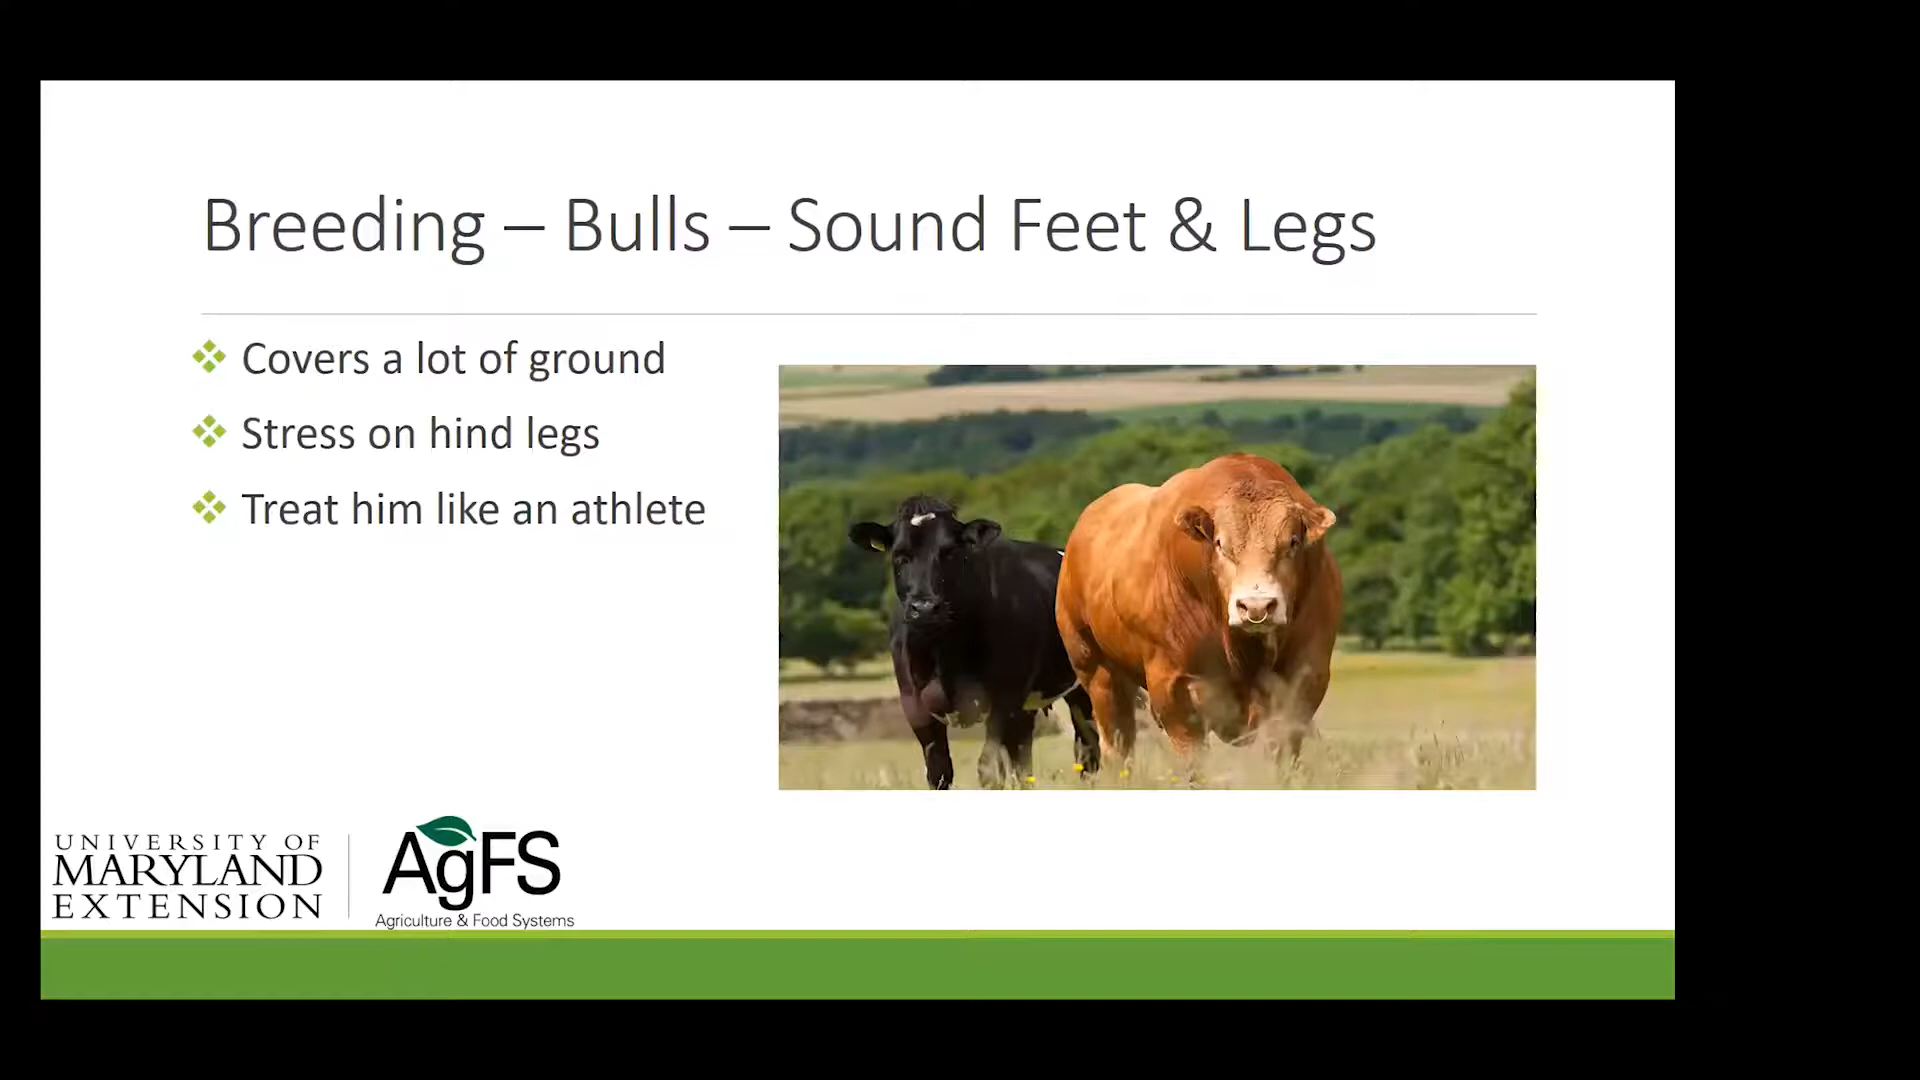 Breeding – Bulls – Sound Feet & Legs
Covers a lot of ground
Stress on hind legs
Treat him like an athlete
UNIVERSITY OF
MARYLAND
EXTENSION
AgFS
Agriculture & Food Systems